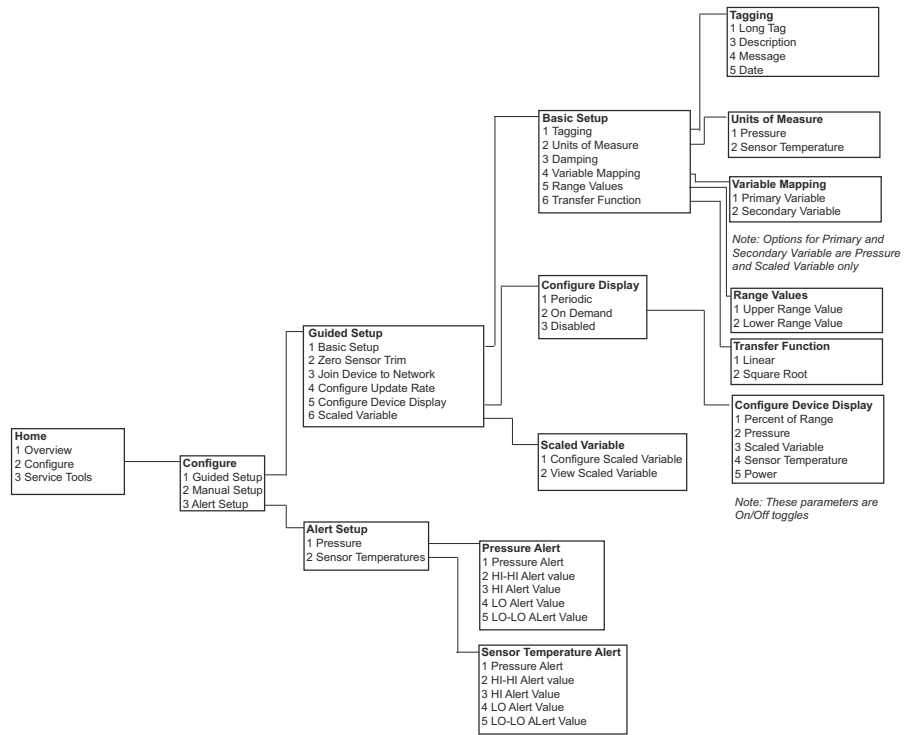 Tagging
1 Long Tag
3 Description
4 Message
5 Date
Basic Setup
1 Tagging
2 Units of Measure
3 Damping
4 Variable Mapping
5 Range Values
6 Transfer Function
Units of Measure
1 Pressure
2 Sensor Temperature
Variable Mapping
1 Primary Variable
2 Secondary Variable
Note: Options for Primary and
Secondary Variable are Pressure
and Scaled Variable only
Configure Display
1 Periodic
2 On Demand
3 Disabled
Range Values
1 Upper Range Value
2 Lower Range Value
Guided Setup
1 Basic Setup
2 Zero Sensor Trim
3 Join Device to Network
4 Configure Update Rate
5 Configure Device Display
6 Scaled Variable
Transfer Function
1 Linear
2 Square Root
Configure Device Display
1 Percent of Range
2 Pressure
3 Scaled Variable
4 Sensor Temperature
5 Power
Note: These parameters are
On/Off toggles
Home
1 Overview
2 Configure
3 Service Tools
Configure
1 Guided Setup
2 Manual Setup
3 Alert Setup
Scaled Variable
1 Configure Scaled Variable
2 View Scaled Variable
Alert Setup
1 Pressure
2 Sensor Temperatures
Pressure Alert
1 Pressure Alert
2 HI-HI Alert value
3 HI Alert Value
4 LO Alert Value
5 LO-LO ALert Value
Sensor Temperature Alert
1 Pressure Alert
2 HI-HI Alert value
3 HI Alert Value
4 LO Alert Value
5 LO-LO ALert Value